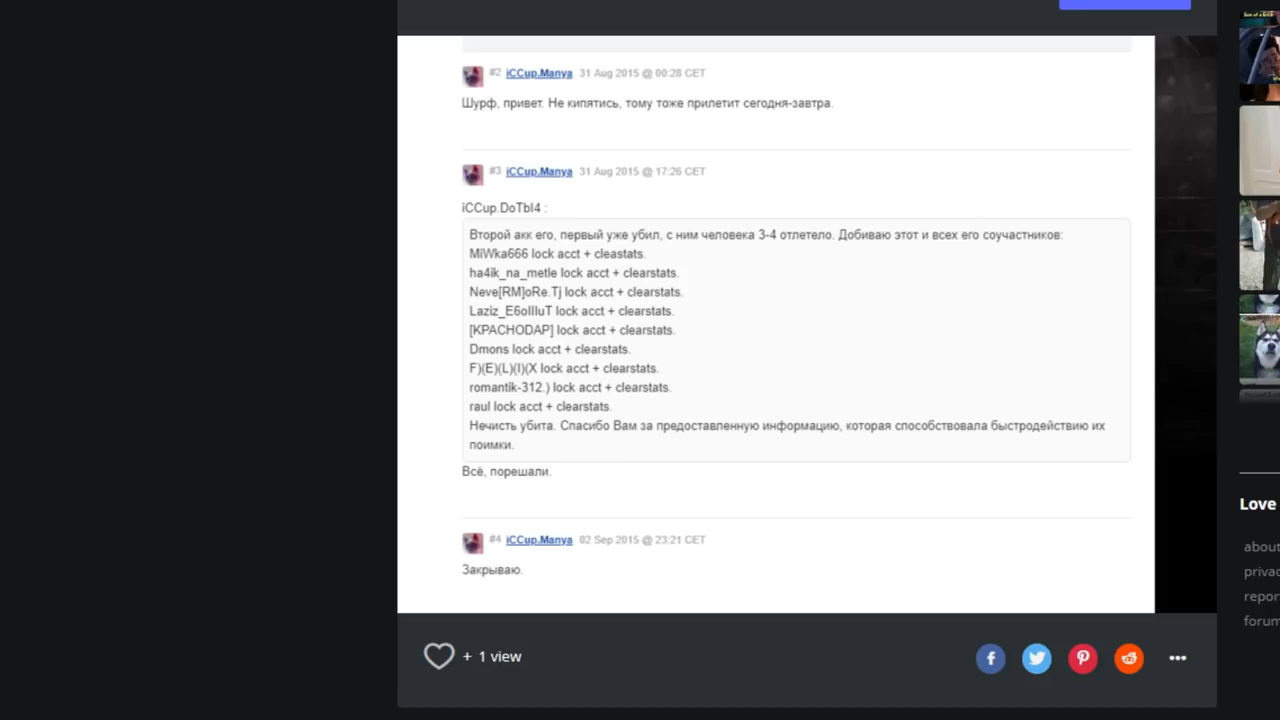 #2 iCCup.Manya 31 Aug 2015 @ 00:28 CET
Шурф, привет. Не кипятись, тому тоже прилетит сегодня-завтра.
#3 iCCup.Manya 31 Aug 2015 @ 17:26 CET
iCCup.DoTbI4 :
Второй акк его, первый уже убил, с ним человека 3-4 отлетело. Добиваю этот и всех его соучастников:
MiWka666 lock acct + cleastats.
ha4ik_na_metle lock acct + clearstats.
Neve[RM]oRe.Tj lock acct + clearstats.
Laziz_E6oIIIuT lock acct + clearstats.
[KPACHODAP] lock acct + clearstats.
Dmons lock acct + clearstats.
F)(E)(L)(I)(X lock acct + clearstats.
romantik-312.) lock acct + clearstats.
raul lock acct + clearstats.
Нечисть убита. Спасибо Вам за предоставленную информацию, которая способствовала быстродействию их
поимки.
Всё, порешали.
#4 iCCup.Manya 02 Sep 2015 @ 23:21 CET
Закрываю.
+ 1 view
Love
about
privac
repor
forum